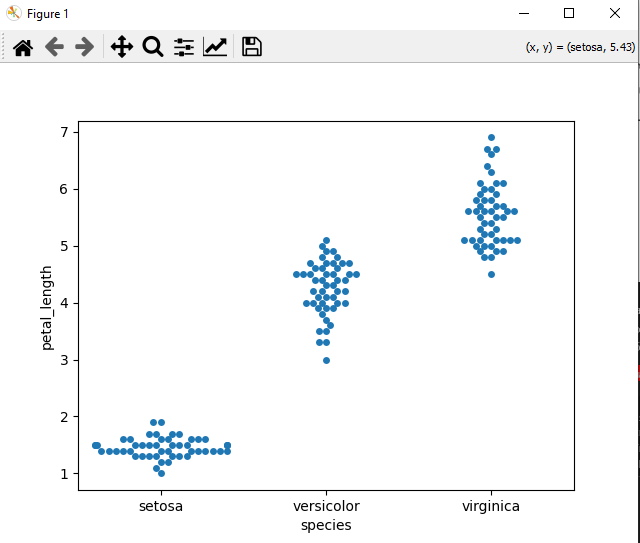 Figure 1
(x, y) = (setosa, 5.43)
7
6
5
4
3
2
1
petal_length
setosa versicolor virginica
species